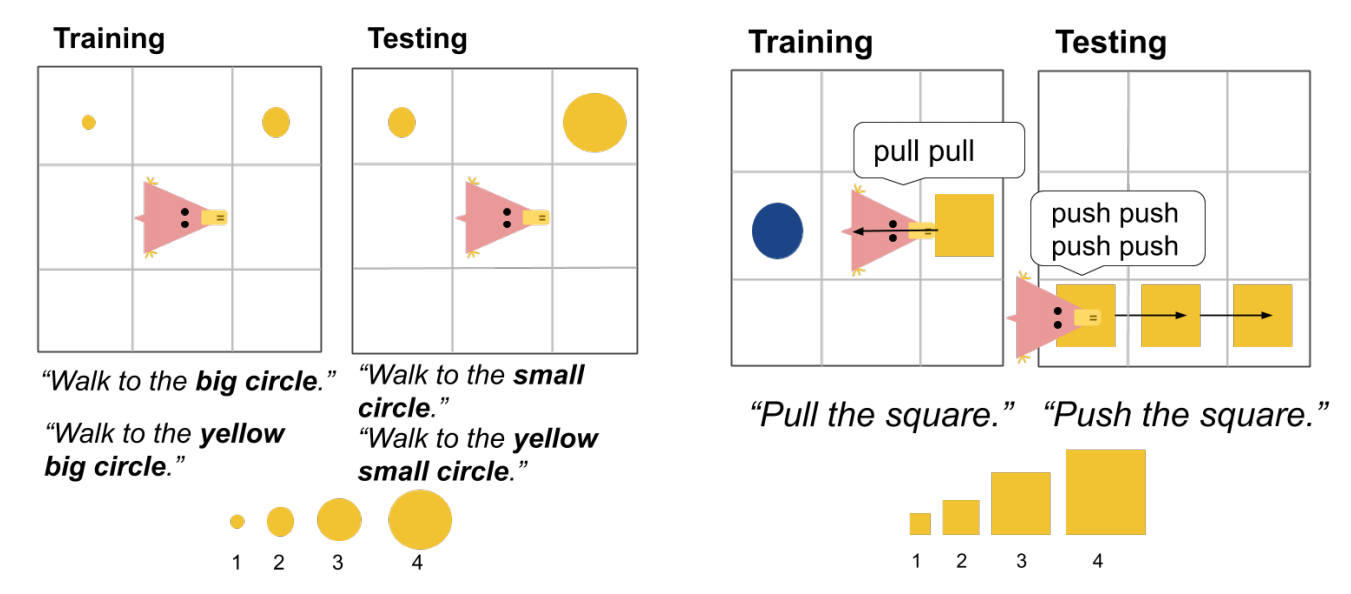 Training
Testing
“Walk to the big circle.”
“Walk to the yellow
big circle.”
“Walk to the small
circle.”
“Walk to the yellow
small circle.”
1 2 3 4
Training
Testing
pull pull
push push
push push
“Pull the square.”
“Push the square.”
1 2 3 4